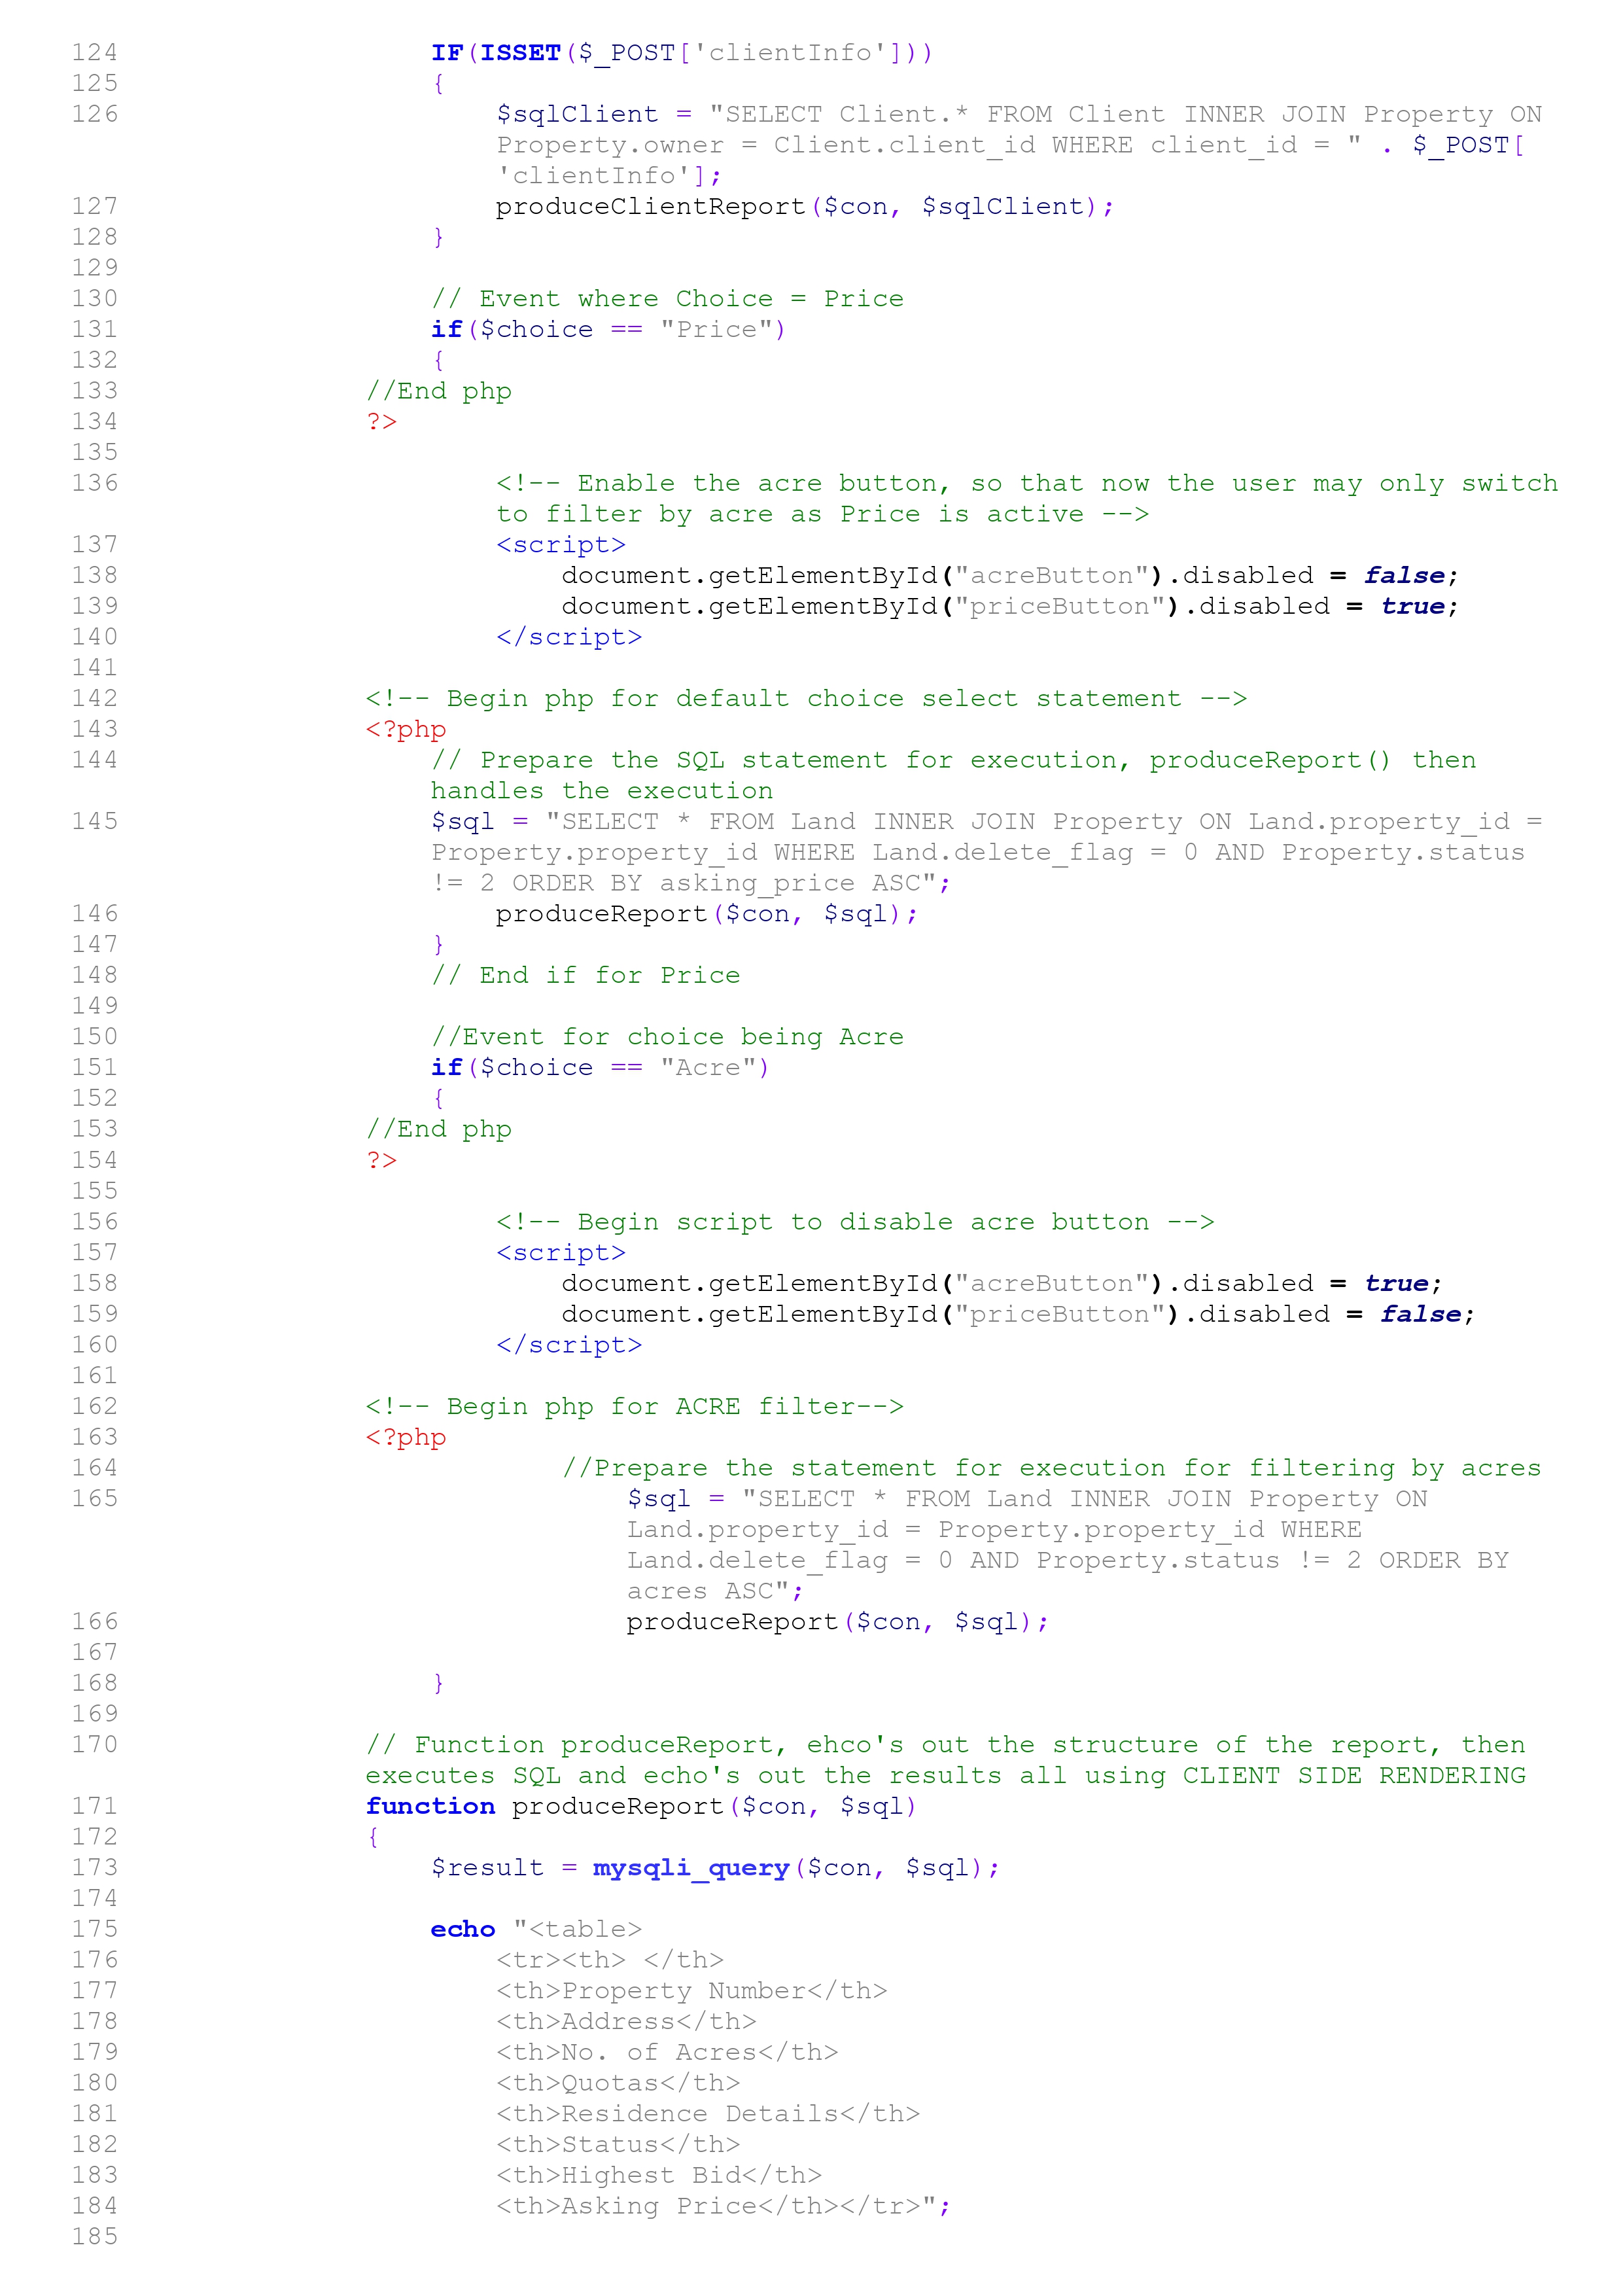 124 IF(ISSET($_POST['clientInfo']))
125 {
126 $sqlClient = "SELECT Client.* FROM Client INNER JOIN Property ON
Property.owner = Client.client_id WHERE client_id = " . $_POST[
'clientInfo'];
127 produceClientReport($con, $sqlClient);
128 }
129
130 // Event where Choice = Price
131 if($choice == "Price")
132 {
133 //End php
134 ?>
135
136 <!-- Enable the acre button, so that now the user may only switch
to filter by acre as Price is active -->
137 <script>
138 document.getElementById("acreButton").disabled = false;
139 document.getElementById("priceButton").disabled = true;
140 </script>
141
142 <!-- Begin php for default choice select statement -->
143 <?php
144 // Prepare the SQL statement for execution, produceReport() then
handles the execution
145 $sql = "SELECT * FROM Land INNER JOIN Property ON Land.property_id =
Property.property_id WHERE Land.delete_flag = 0 AND Property.status
!= 2 ORDER BY asking_price ASC";
146 produceReport($con, $sql);
147 }
148 // End if for Price
149
150 //Event for choice being Acre
151 if($choice == "Acre")
152 {
153 //End php
154 ?>
155
156 <!-- Begin script to disable acre button -->
157 <script>
158 document.getElementById("acreButton").disabled = true;
159 document.getElementById("priceButton").disabled = false;
160 </script>
161
162 <!-- Begin php for ACRE filter-->
163 <?php
164 //Prepare the statement for execution for filtering by acres
165 $sql = "SELECT * FROM Land INNER JOIN Property ON
Land.property_id = Property.property_id WHERE
Land.delete_flag = 0 AND Property.status != 2 ORDER BY
acres ASC";
166 produceReport($con, $sql);
167
168 }
169
170 // Function produceReport, ehco's out the structure of the report, then
executes SQL and echo's out the results all using CLIENT SIDE RENDERING
171 function produceReport($con, $sql)
172 {
173 $result = mysqli_query($con, $sql);
174
175 echo "<table>
176 <tr><th> </th>
177 <th>Property Number</th>
178 <th>Address</th>
179 <th>No. of Acres</th>
180 <th>Quotas</th>
181 <th>Residence Details</th>
182 <th>Status</th>
183 <th>Highest Bid</th>
184 <th>Asking Price</th></tr>";
185